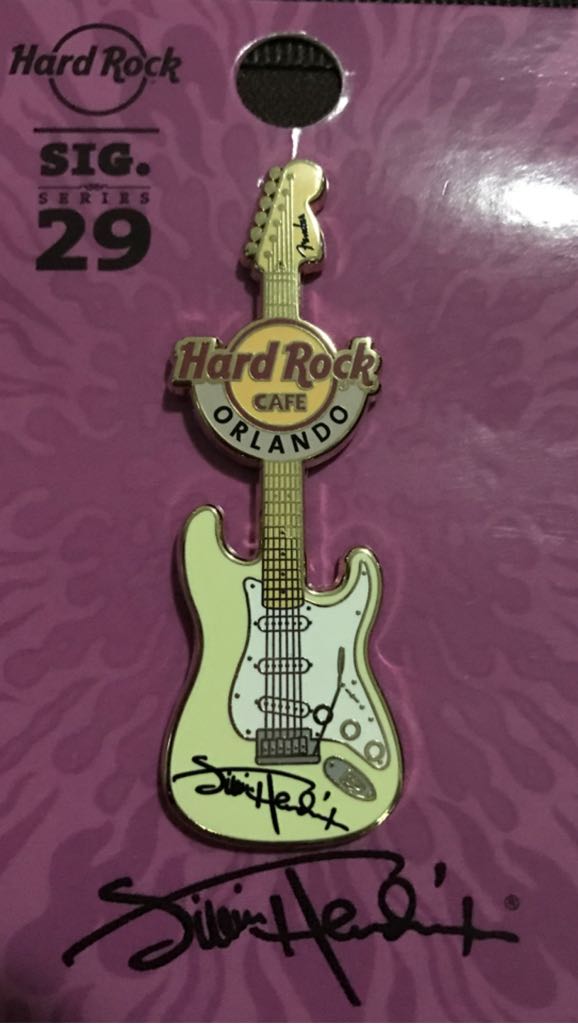 Hard Rock
SIG.
SERIES
29
Fender
Hard Rock
CAFE
ORLANDO
Jimi Hendrix
Jimi Hendrix ®